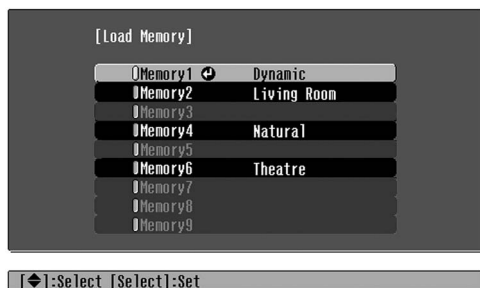 [Load Memory]
Memory1 Dynamic
Memory2 Living Room
Memory3
Memory4 Natural
Memory5
Memory6 Theatre
Memory7
Memory8
Memory9
[◆]:Select [Select]:Set